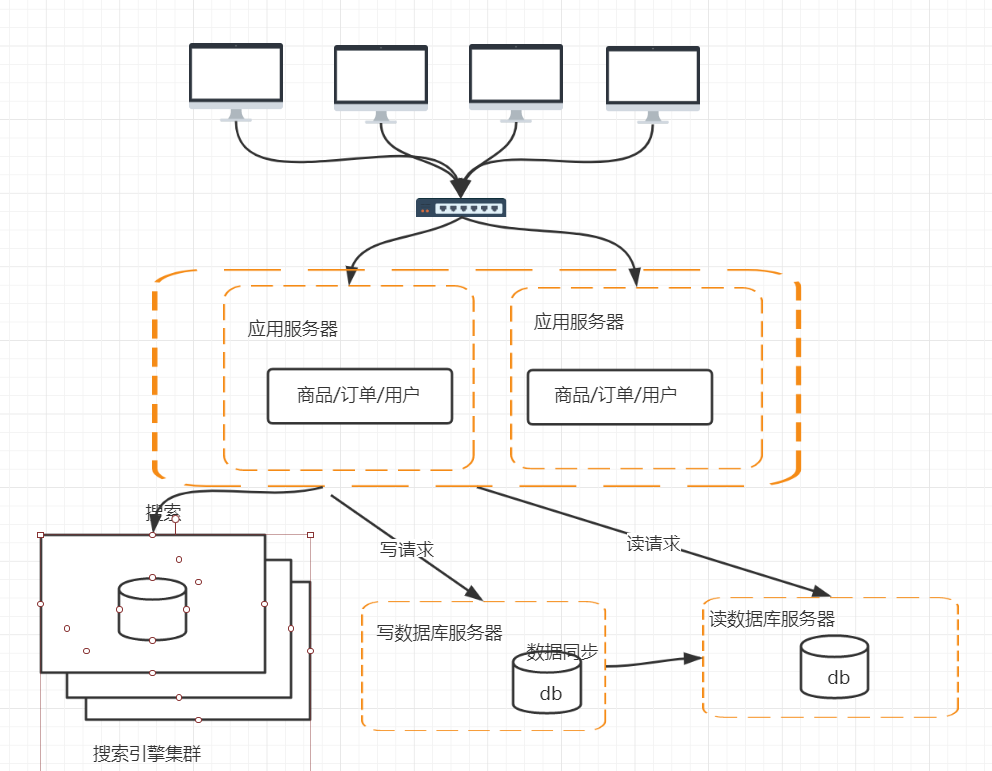 应用服务器
应用服务器
商品/订单/用户
商品/订单/用户
搜索
写请求
读请求
写数据库服务器
读数据库服务器
数据同步
db
db
搜索引擎集群